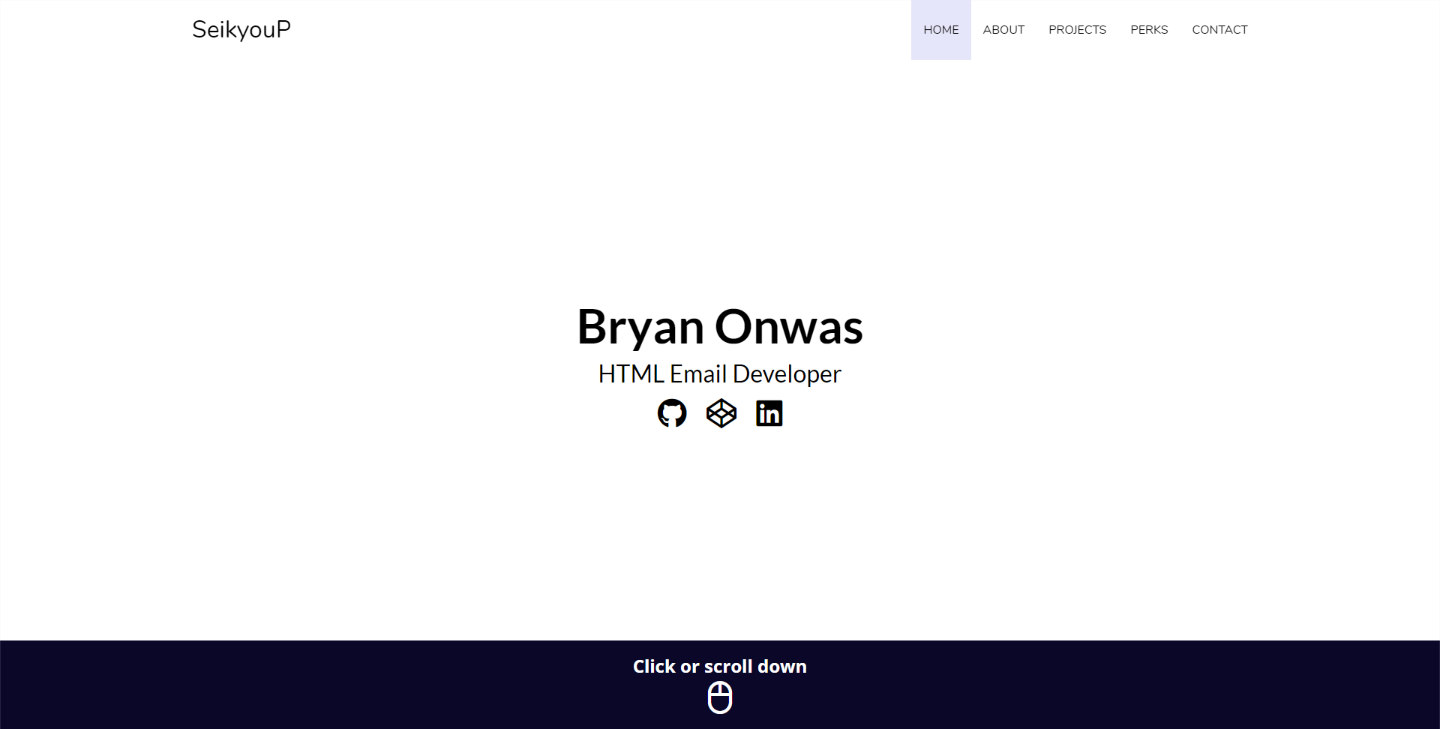 SeikyouP
HOME ABOUT PROJECTS PERKS CONTACT
Bryan Onwas
HTML Email Developer
Click or scroll down